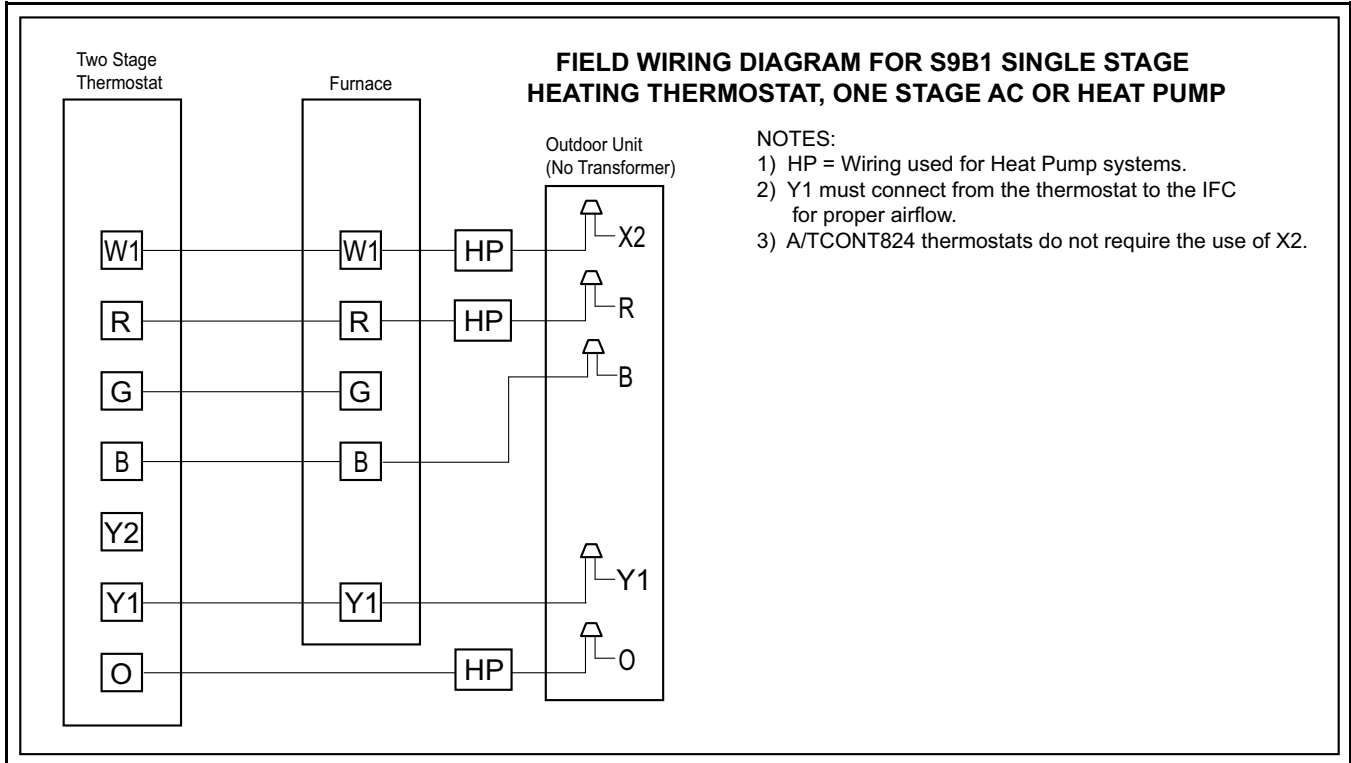 Two Stage
Thermostat
Furnace
FIELD WIRING DIAGRAM FOR S9B1 SINGLE STAGE
HEATING THERMOSTAT, ONE STAGE AC OR HEAT PUMP
Outdoor Unit
(No Transformer)
NOTES:
1) HP = Wiring used for Heat Pump systems.
2) Y1 must connect from the thermostat to the IFC
for proper airflow.
3) A/TCONT824 thermostats do not require the use of X2.
W1 W1 HP X2
R R HP R
G G
B B B
Y2
Y1 Y1 Y1
O HP O